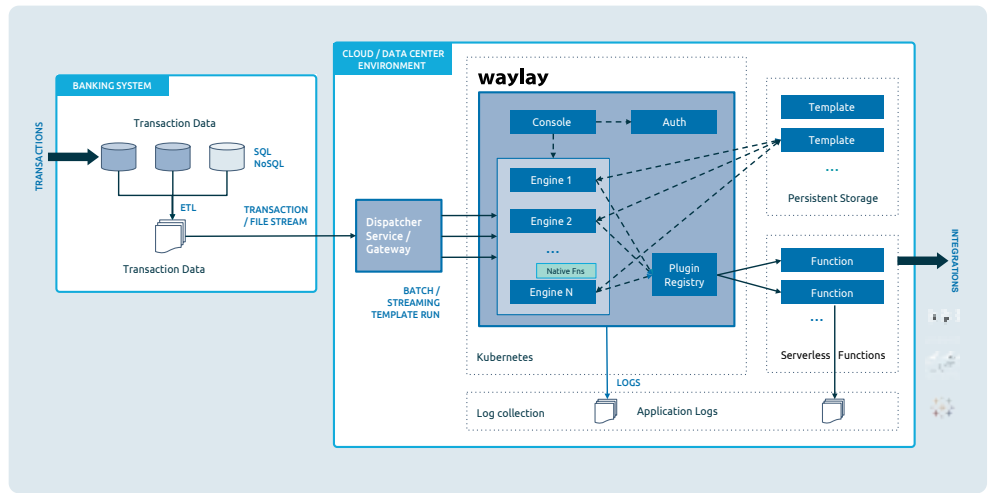 CLOUD / DATA CENTER
ENVIRONMENT
waylay
BANKING SYSTEM
Transaction Data
TRANSACTIONS
SQL
NoSQL
ETL
TRANSACTION
/ FILE STREAM
Transaction Data
Dispatcher
Service /
Gateway
BATCH /
STREAMING
TEMPLATE RUN
Console
Auth
Engine 1
Engine 2
...
Native Fns
Engine N
Plugin
Registry
Kubernetes
LOGS
Log collection
Application Logs
Template
Template
...
Persistent Storage
Function
Function
...
Serverless Functions
INTEGRATIONS